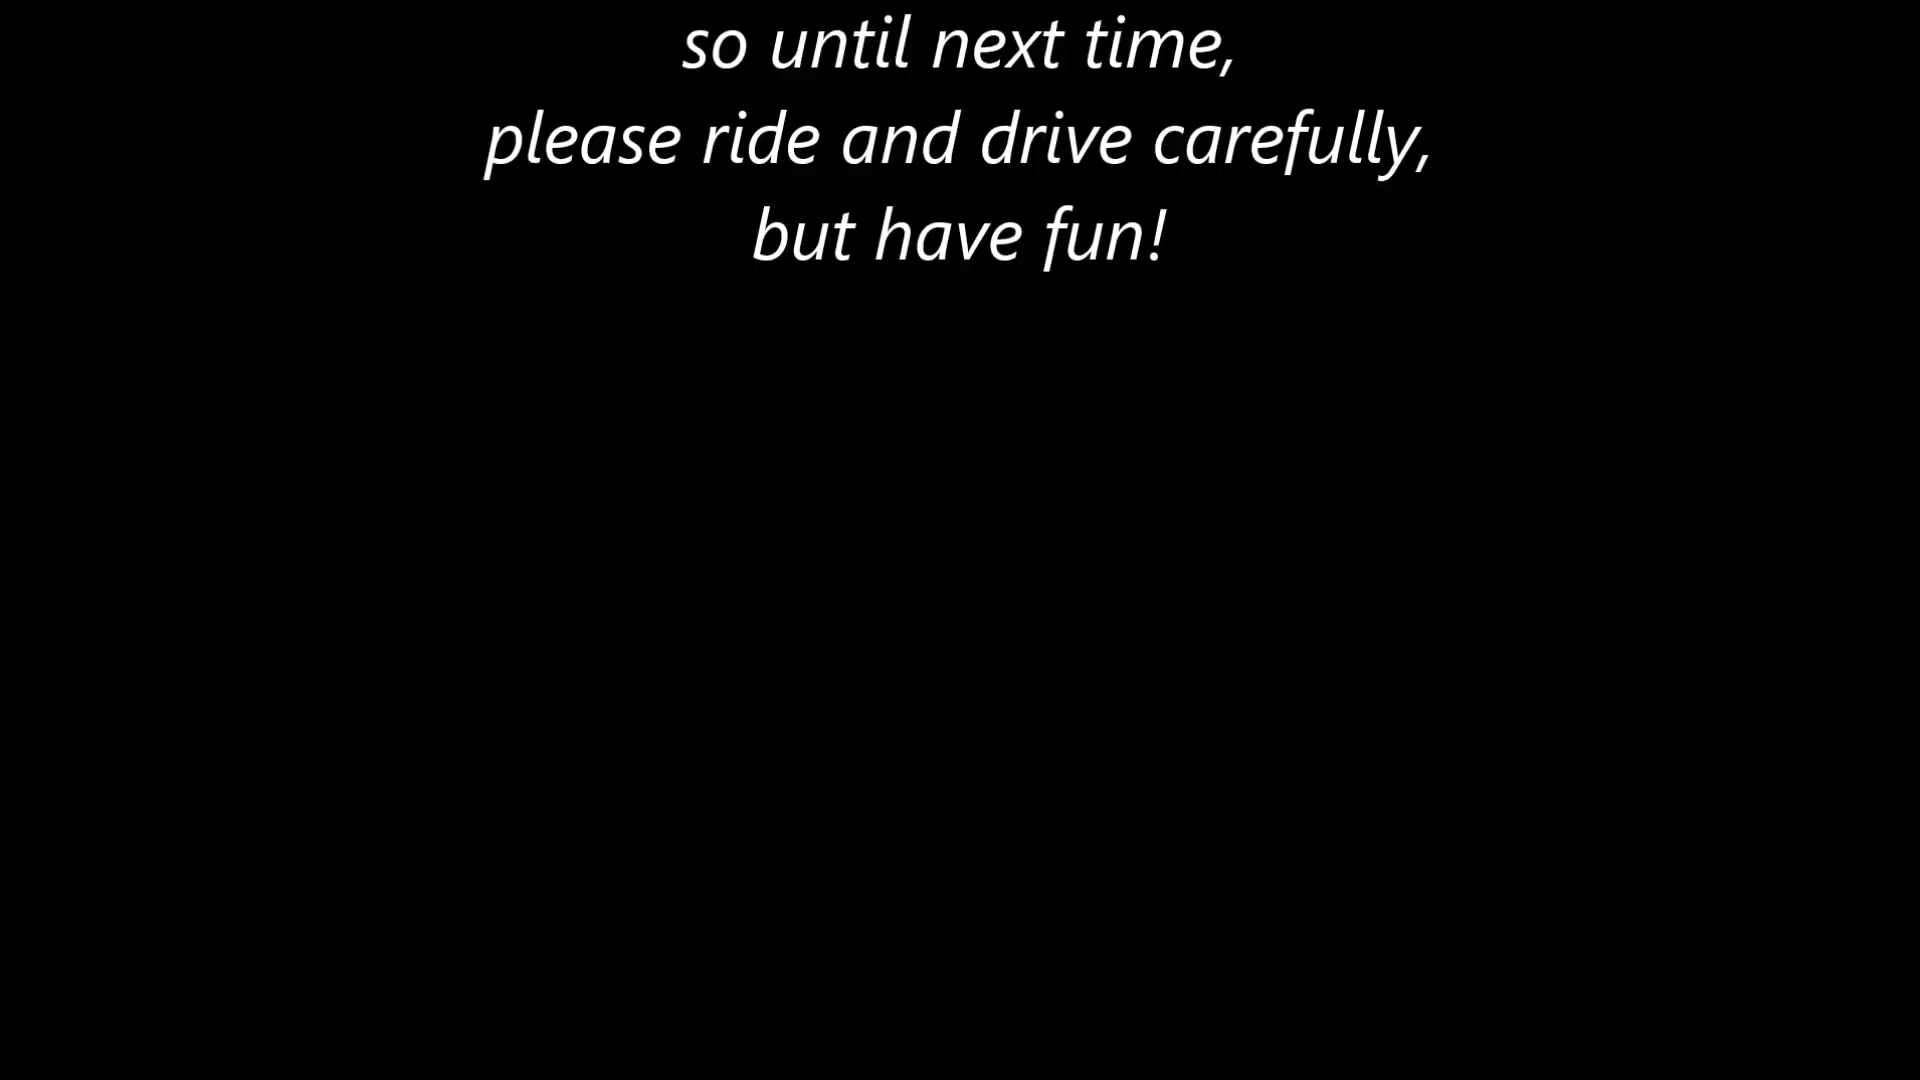 so until next time,
please ride and drive carefully,
but have fun!